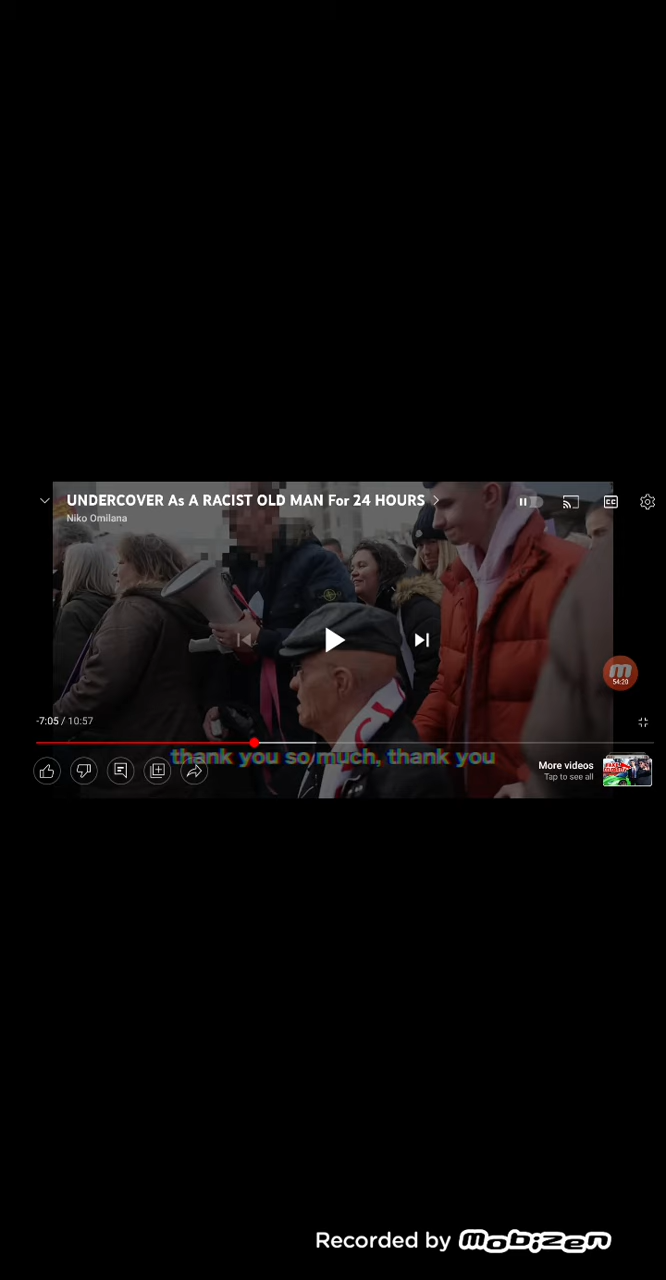 UNDERCOVER As A RACIST OLD MAN For 24 HOURS
Niko Omilana
CC
54:20
-7:05 / 10:57
thank you so much, thank you
More videos
Tap to see all
Recorded by mobizen